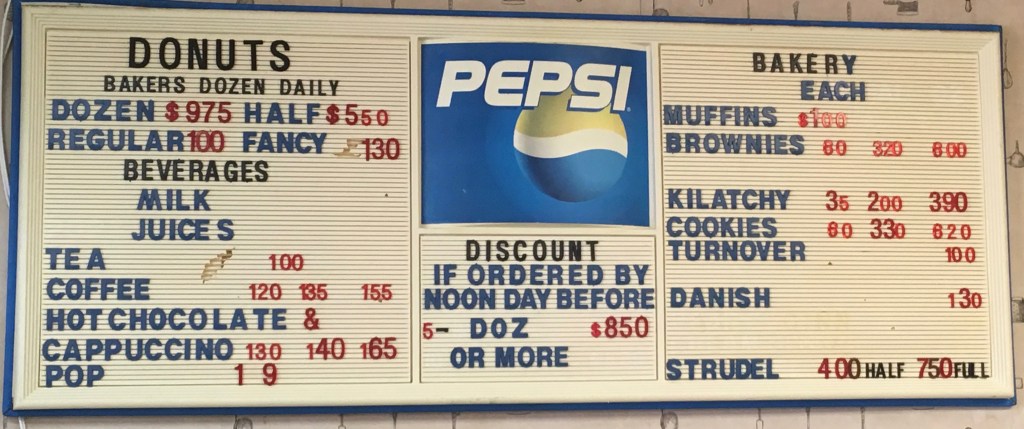 DONUTS
BAKERS DOZEN DAILY
DOZEN $975 HALF $550
REGULAR 100 FANCY 130
BEVERAGES
MILK
JUICES
TEA 100
COFFEE 120 135 155
HOT CHOCOLATE &
CAPPUCCINO 130 140 165
POP 1 9
PEPSI
DISCOUNT
IF ORDERED BY
NOON DAY BEFORE
5- DOZ $850
OR MORE
BAKERY
EACH
MUFFINS $100
BROWNIES 80 320 600
KILATCHY 35 200 390
COOKIES 60 330 620
TURNOVER 100
DANISH 130
STRUDEL 400 HALF 750 FULL